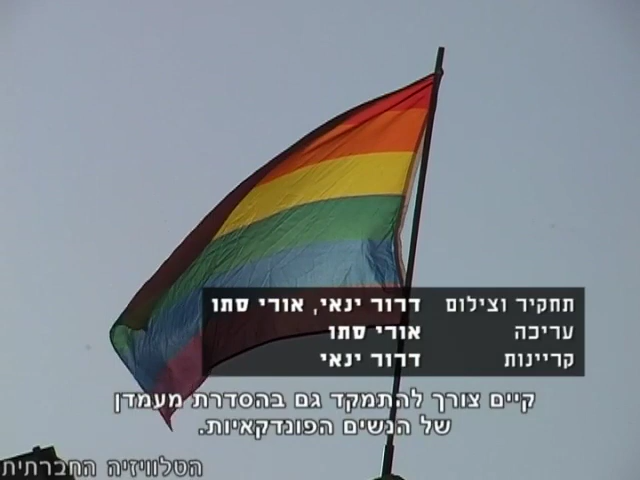 תחקיר וצילום דרור ינאי, אורי סתו
עריכה אורי סתו
קריינות דרור ינאי
קיים צורך להתמקד גם בהסדרת מעמדן
של הנשים הפונדקאיות.
הטלוויזיה החברתית